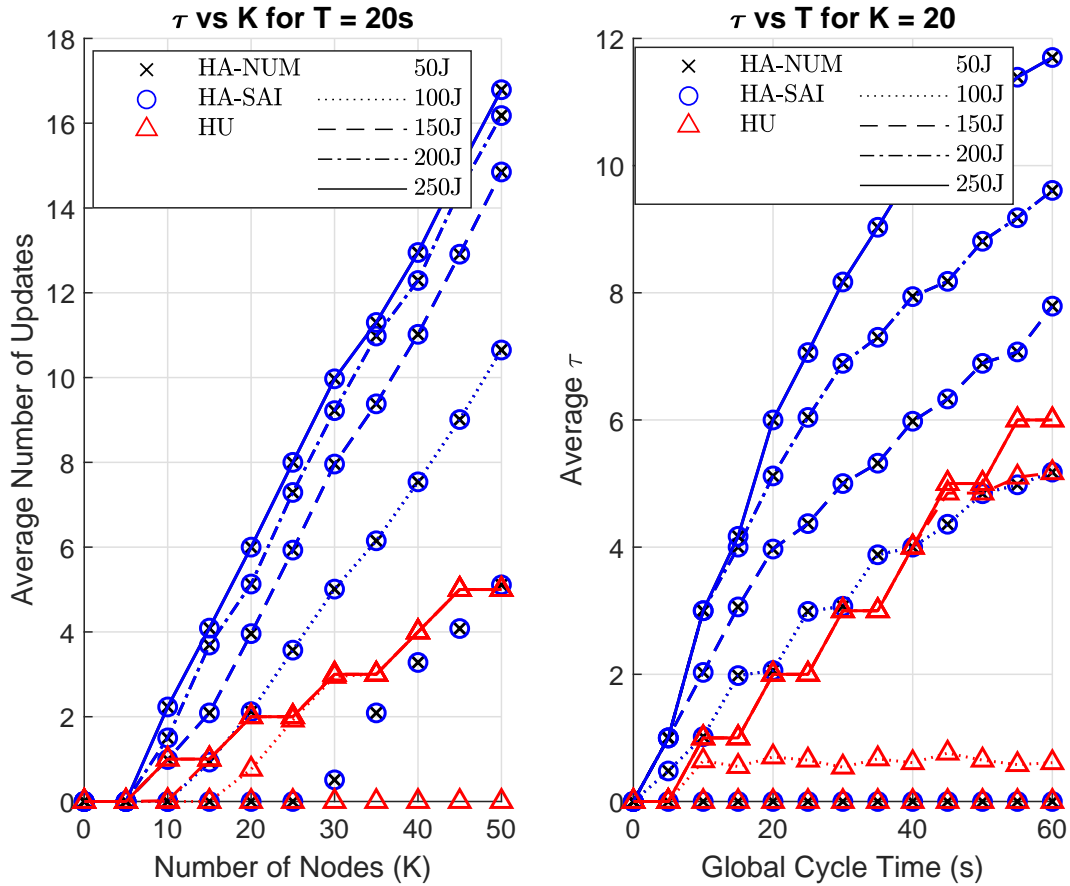 τ vs K for T = 20s
18
16
14
12
10
8
6
4
2
0
Average Number of Updates
0
10
20
30
40
50
Number of Nodes (K)
HA-NUM
HA-SAI
HU
50J
100J
150J
200J
250J
τ vs T for K = 20
12
10
8
6
4
2
0
Average τ
0
20
40
60
Global Cycle Time (s)
HA-NUM
HA-SAI
HU
50J
100J
150J
200J
250J